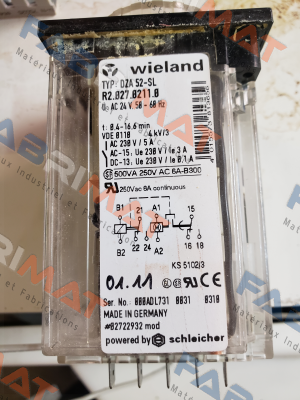 wieland
TYP: DZA 52-SL
R2.027.0211.0
AC 24 V 50 - 60 Hz
t: 0.4-16.6 min
VDE 0110 4 kV/3
AC 230 V / 5 A
AC-15. Ue 230 V / Ie 3 A
DC-13. Ue 230 V / Ie 0,1 A
500VA 250V AC 6A-B300
250Vac 8A continuous
B1 21 A1 15
B2 22 24 A2 16 18
KS 5102/3
01.11
Ser. No. 000ADL731 0031 0310
MADE IN GERMANY
#02722932 mod
powered by schleicher